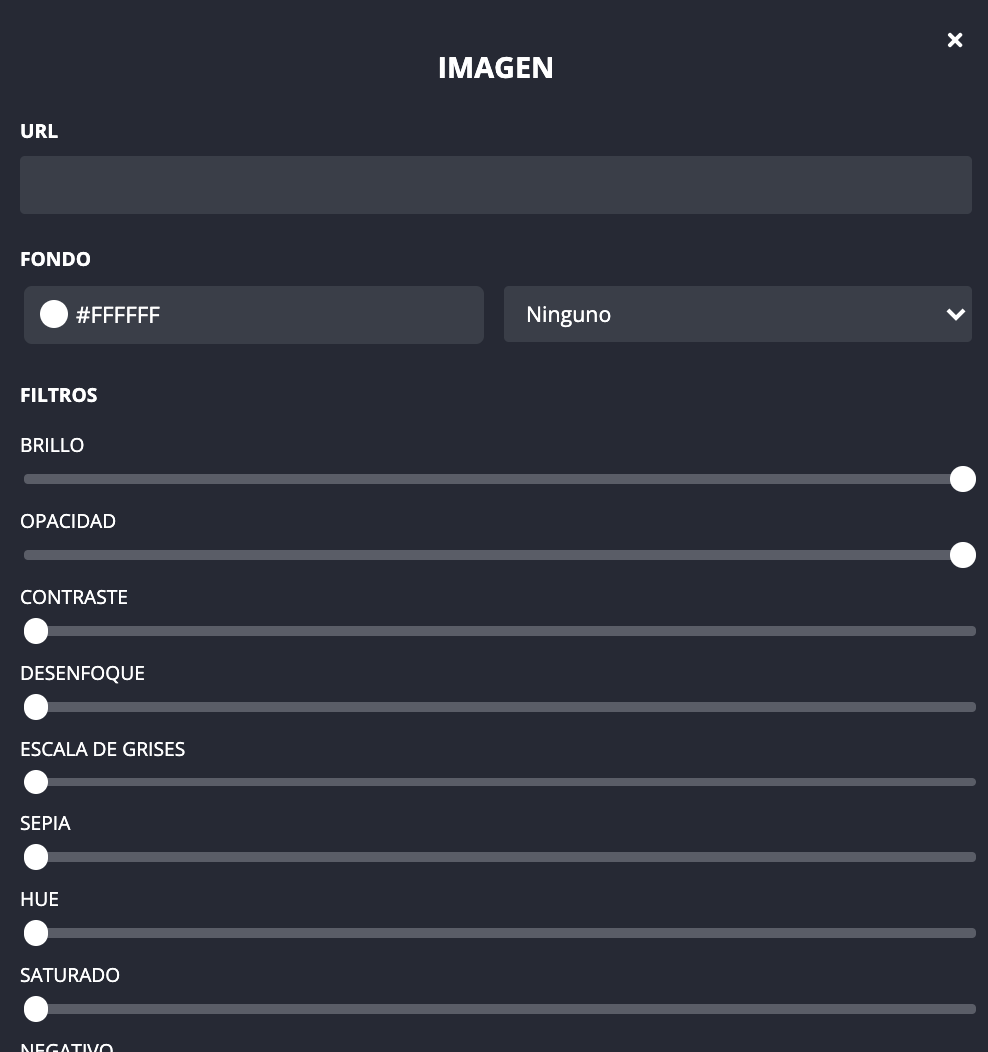 IMAGEN
URL
FONDO
#FFFFFF
Ninguno
FILTROS
BRILLO
OPACIDAD
CONTRASTE
DESENFOQUE
ESCALA DE GRISES
SEPIA
HUE
SATURADO
NEGATIVO